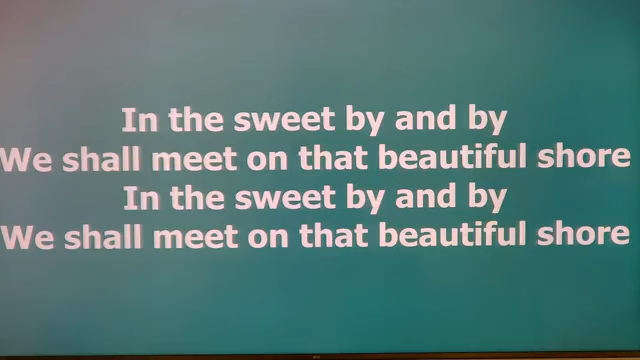 In the sweet by and by
We shall meet on that beautiful shore
In the sweet by and by
We shall meet on that beautiful shore